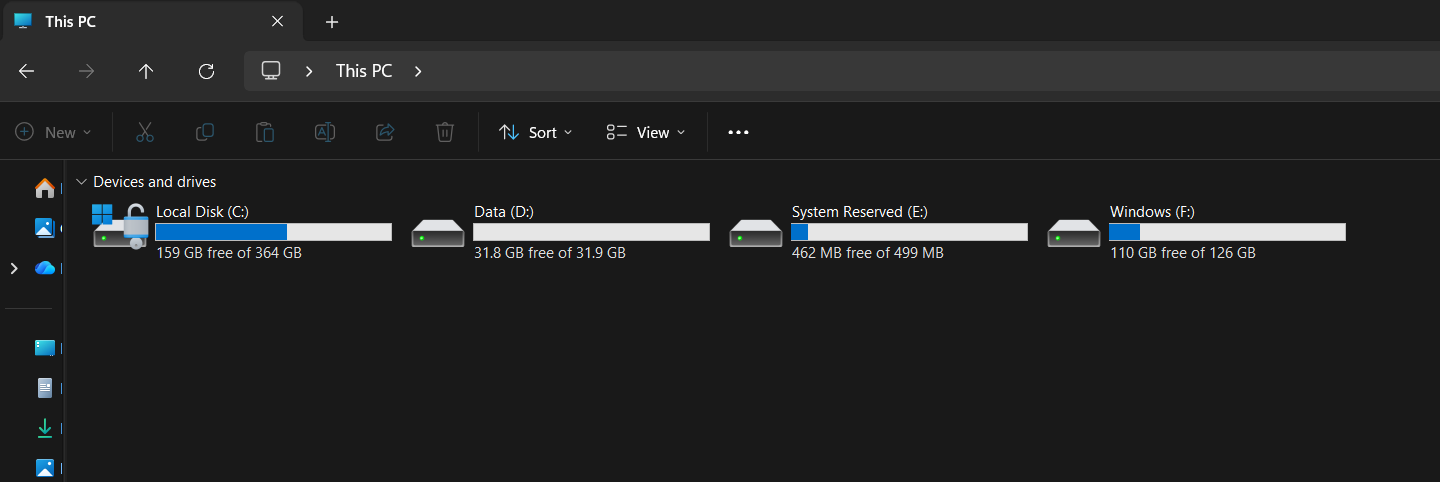 This PC
This PC
New
Sort
View
Devices and drives
Local Disk (C:)
159 GB free of 364 GB
Data (D:)
31.8 GB free of 31.9 GB
System Reserved (E:)
462 MB free of 499 MB
Windows (F:)
110 GB free of 126 GB